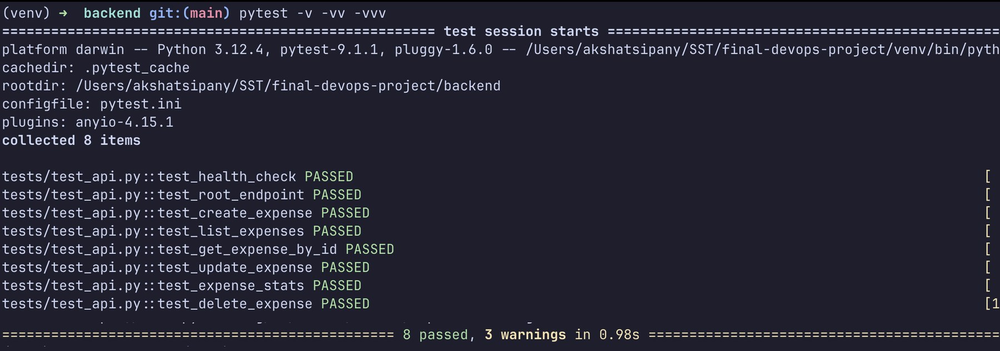 (venv) ➜ backend git:(main) pytest -v -vv -vvv
===================================================== test session starts ================================================
platform darwin -- Python 3.12.4, pytest-9.1.1, pluggy-1.6.0 -- /Users/akshatsipany/SST/final-devops-project/venv/bin/pyth
cachedir: .pytest_cache
rootdir: /Users/akshatsipany/SST/final-devops-project/backend
configfile: pytest.ini
plugins: anyio-4.15.1
collected 8 items
tests/test_api.py::test_health_check PASSED [
tests/test_api.py::test_root_endpoint PASSED [
tests/test_api.py::test_create_expense PASSED [
tests/test_api.py::test_list_expenses PASSED [
tests/test_api.py::test_get_expense_by_id PASSED [
tests/test_api.py::test_update_expense PASSED [
tests/test_api.py::test_expense_stats PASSED [
tests/test_api.py::test_delete_expense PASSED [1
================================================ 8 passed, 3 warnings in 0.98s ===========================================